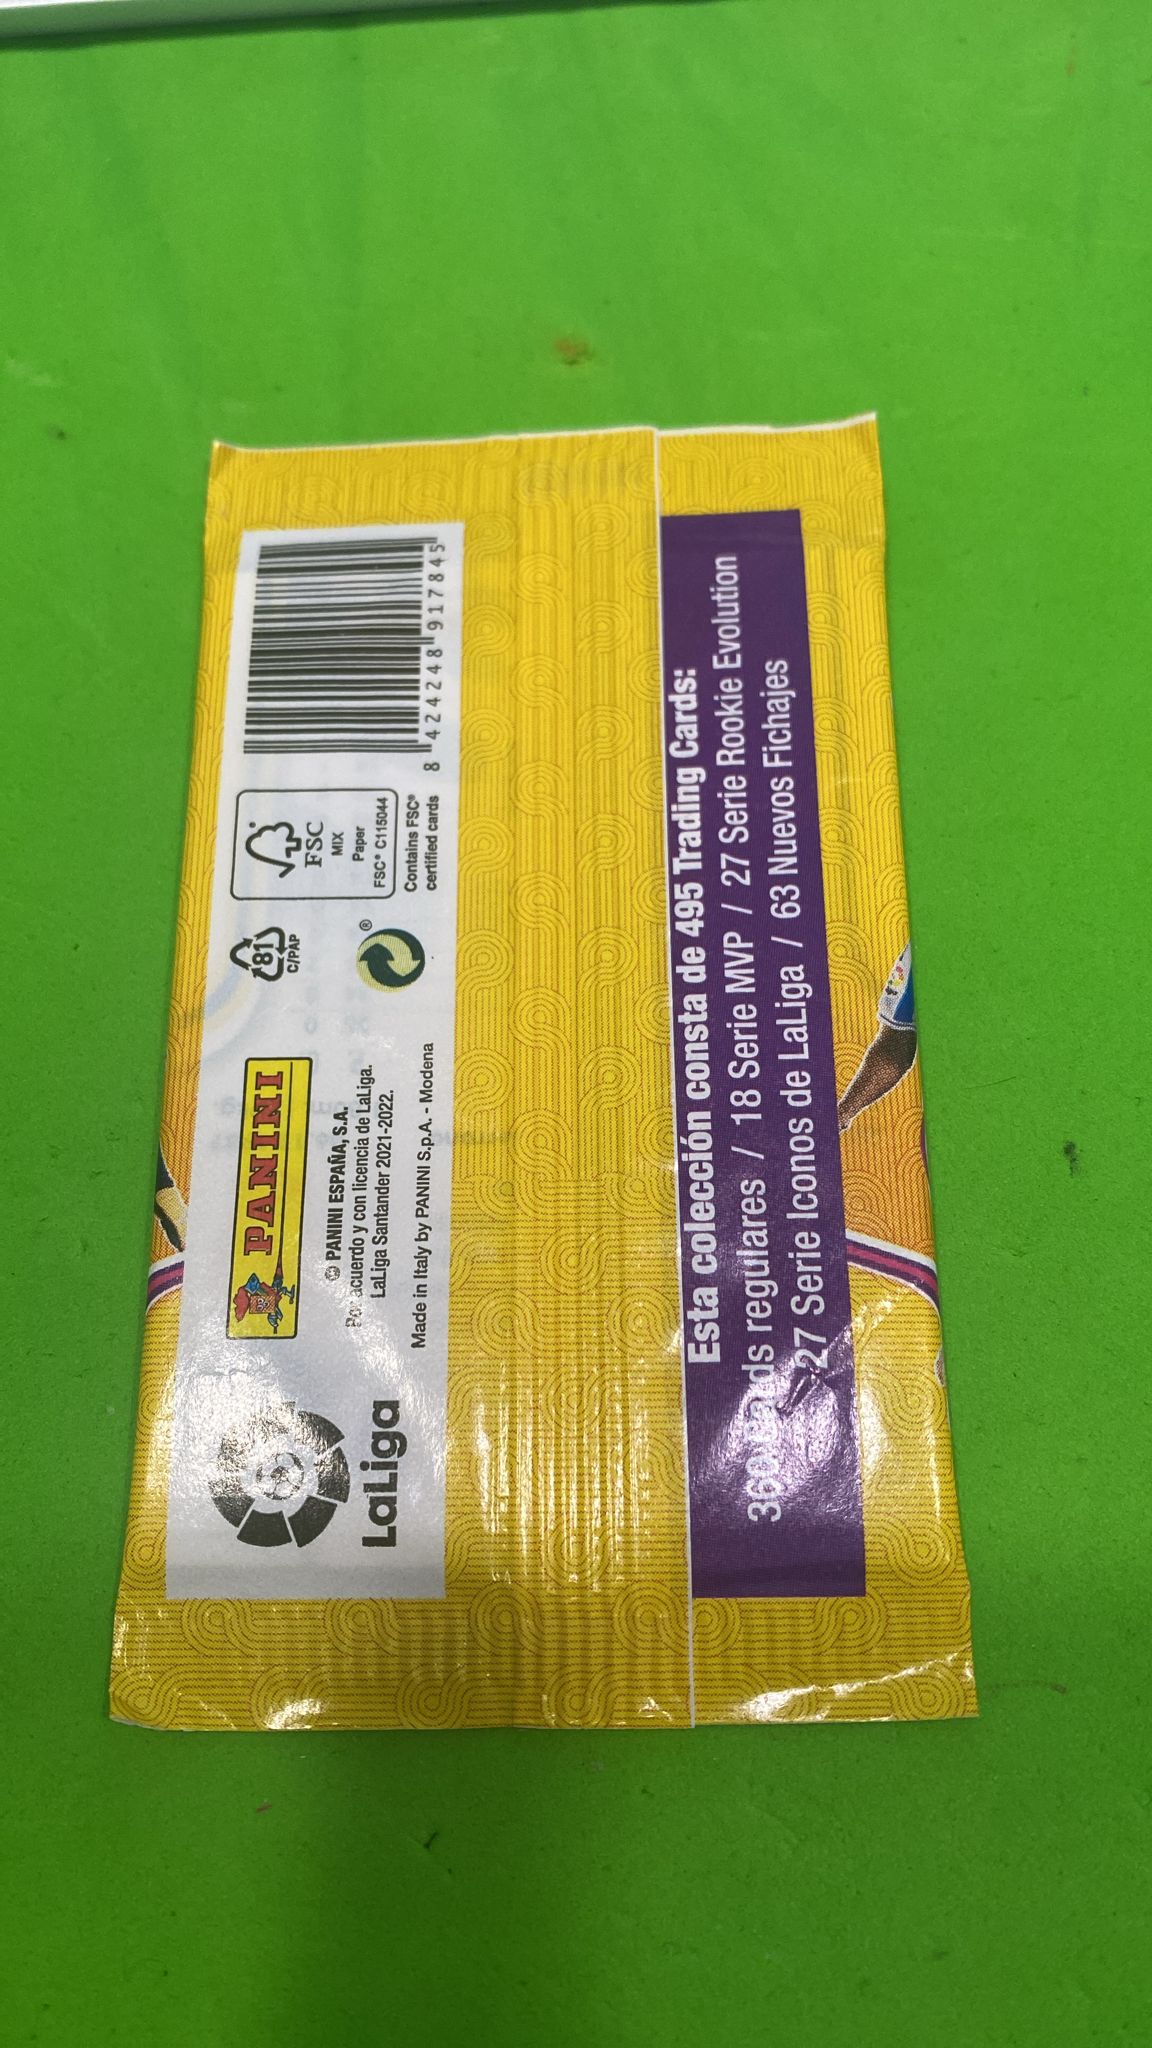 LaLiga
PANINI
© PANINI ESPAÑA, S.A.
Por acuerdo y con licencia de LaLiga.
LaLiga Santander 2021-2022.
Made in Italy by PANINI S.p.A. - Modena
81
C/PAP
®
FSC
MIX
Paper
FSC® C115044
Contains FSC®
certified cards
8 424248 917845
Esta colección consta de 495 Trading Cards:
360 cards regulares / 18 Serie MVP / 27 Serie Rookie Evolution
27 Serie Iconos de LaLiga / 63 Nuevos Fichajes